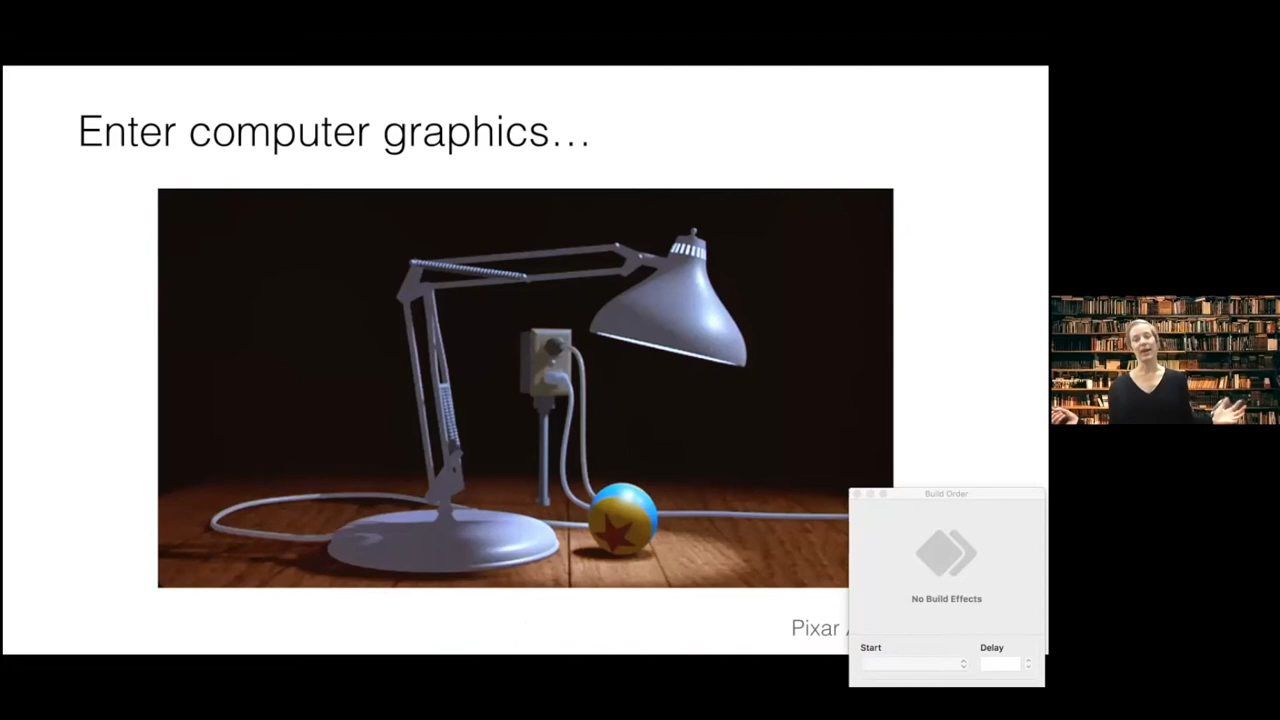 Enter computer graphics...
Build Order
No Build Effects
Pixar
Start
Delay